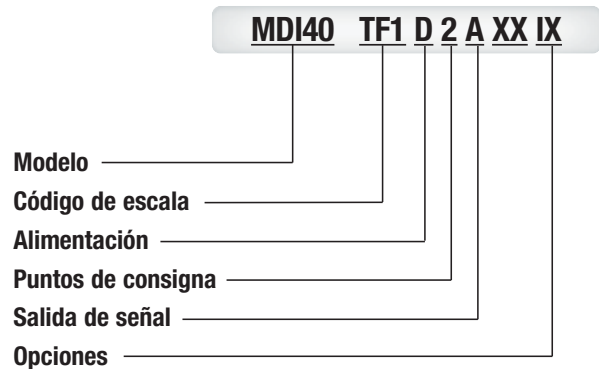 MDI40 TF1 D 2 A XX IX
Modelo
Código de escala
Alimentación
Puntos de consigna
Salida de señal
Opciones